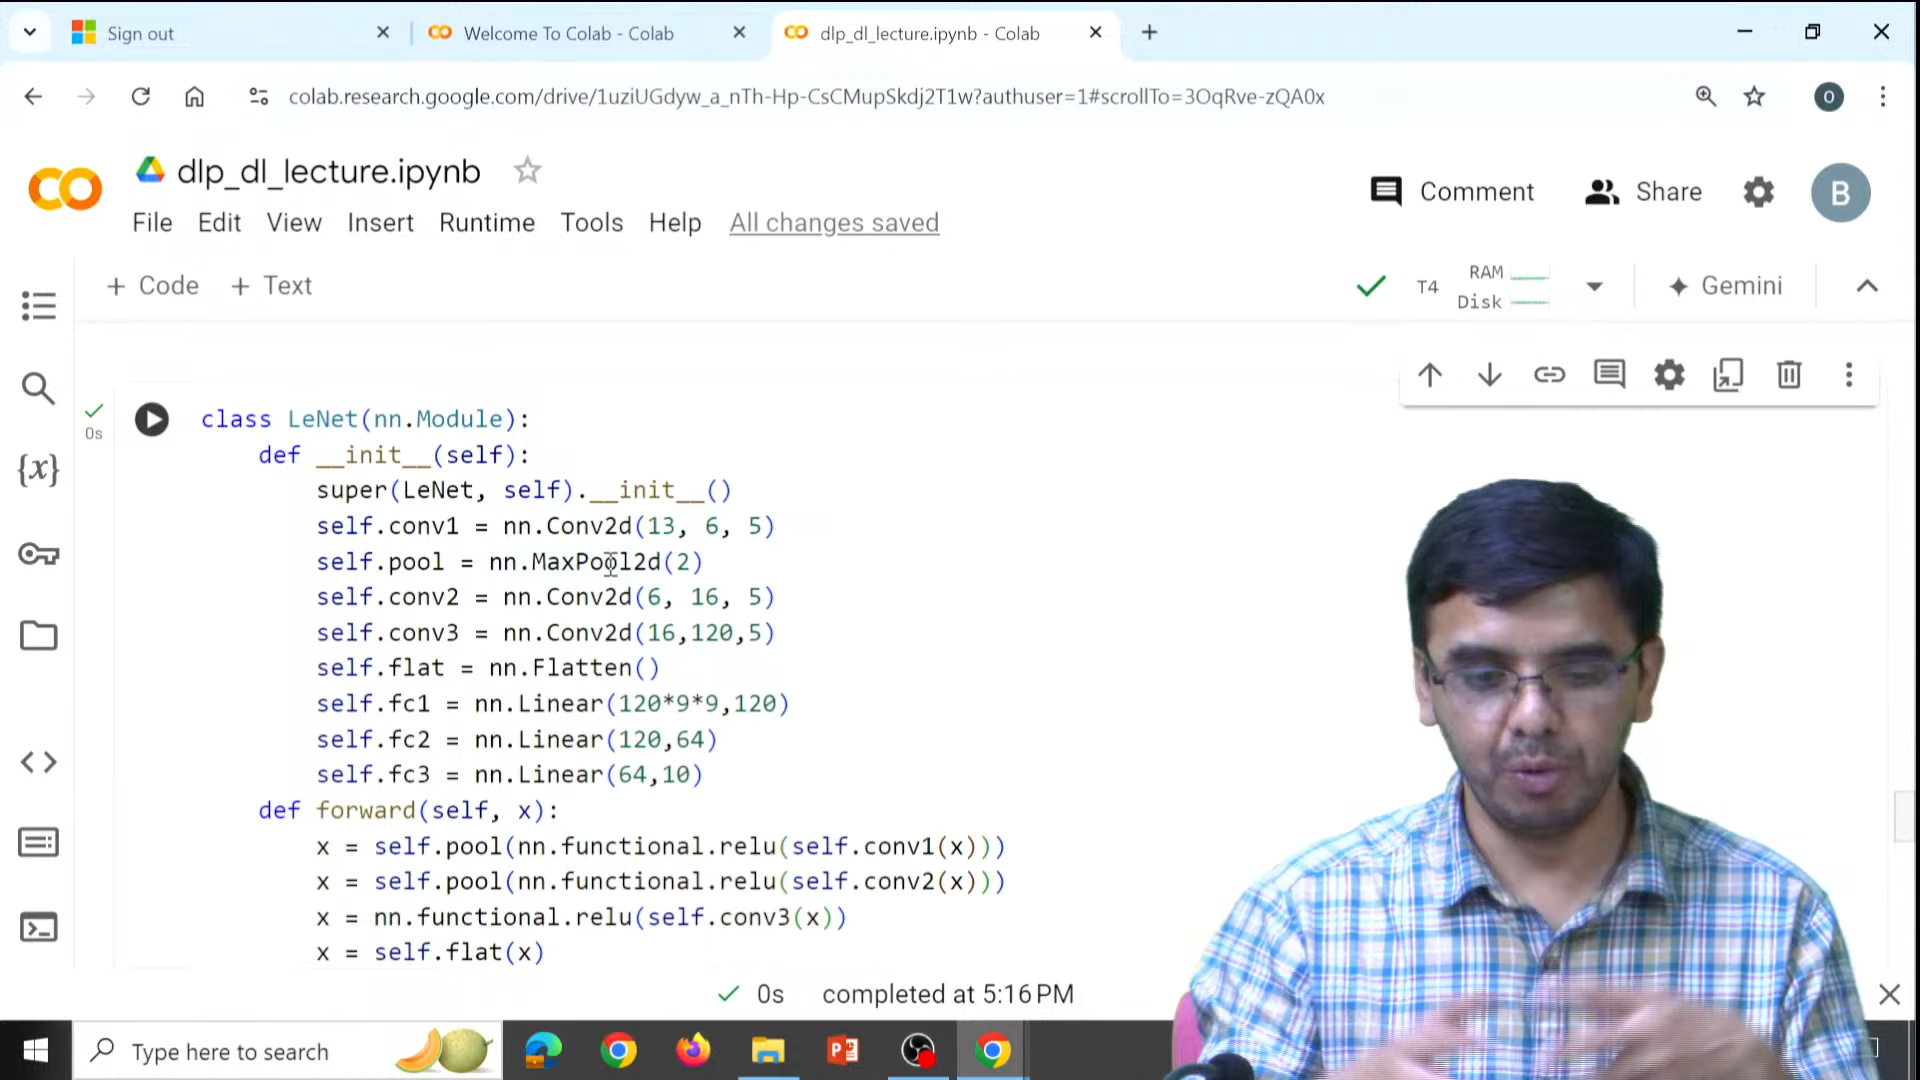 Sign out
Welcome To Colab - Colab
dlp_dl_lecture.ipynb - Colab
colab.research.google.com/drive/1uziUGdyw_a_nTh-Hp-CsCMupSkdj2T1w?authuser=1#scrollTo=3OqRve-zQA0x
O
dlp_dl_lecture.ipynb
Comment
Share
B
File Edit View Insert Runtime Tools Help All changes saved
+ Code + Text
T4
RAM
Disk
Gemini
0s
class LeNet(nn.Module):
def __init__(self):
super(LeNet, self).__init__()
self.conv1 = nn.Conv2d(13, 6, 5)
self.pool = nn.MaxPool2d(2)
self.conv2 = nn.Conv2d(6, 16, 5)
self.conv3 = nn.Conv2d(16,120,5)
self.flat = nn.Flatten()
self.fc1 = nn.Linear(120*9*9,120)
self.fc2 = nn.Linear(120,64)
self.fc3 = nn.Linear(64,10)
def forward(self, x):
x = self.pool(nn.functional.relu(self.conv1(x)))
x = self.pool(nn.functional.relu(self.conv2(x)))
x = nn.functional.relu(self.conv3(x))
x = self.flat(x)
0s completed at 5:16 PM
Type here to search